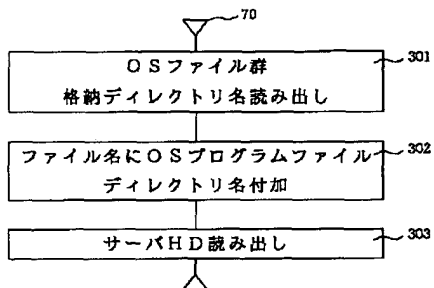 70
OSファイル群
格納ディレクトリ名読み出し
301
ファイル名にOSプログラムファイル
ディレクトリ名付加
302
サーバHD読み出し
303